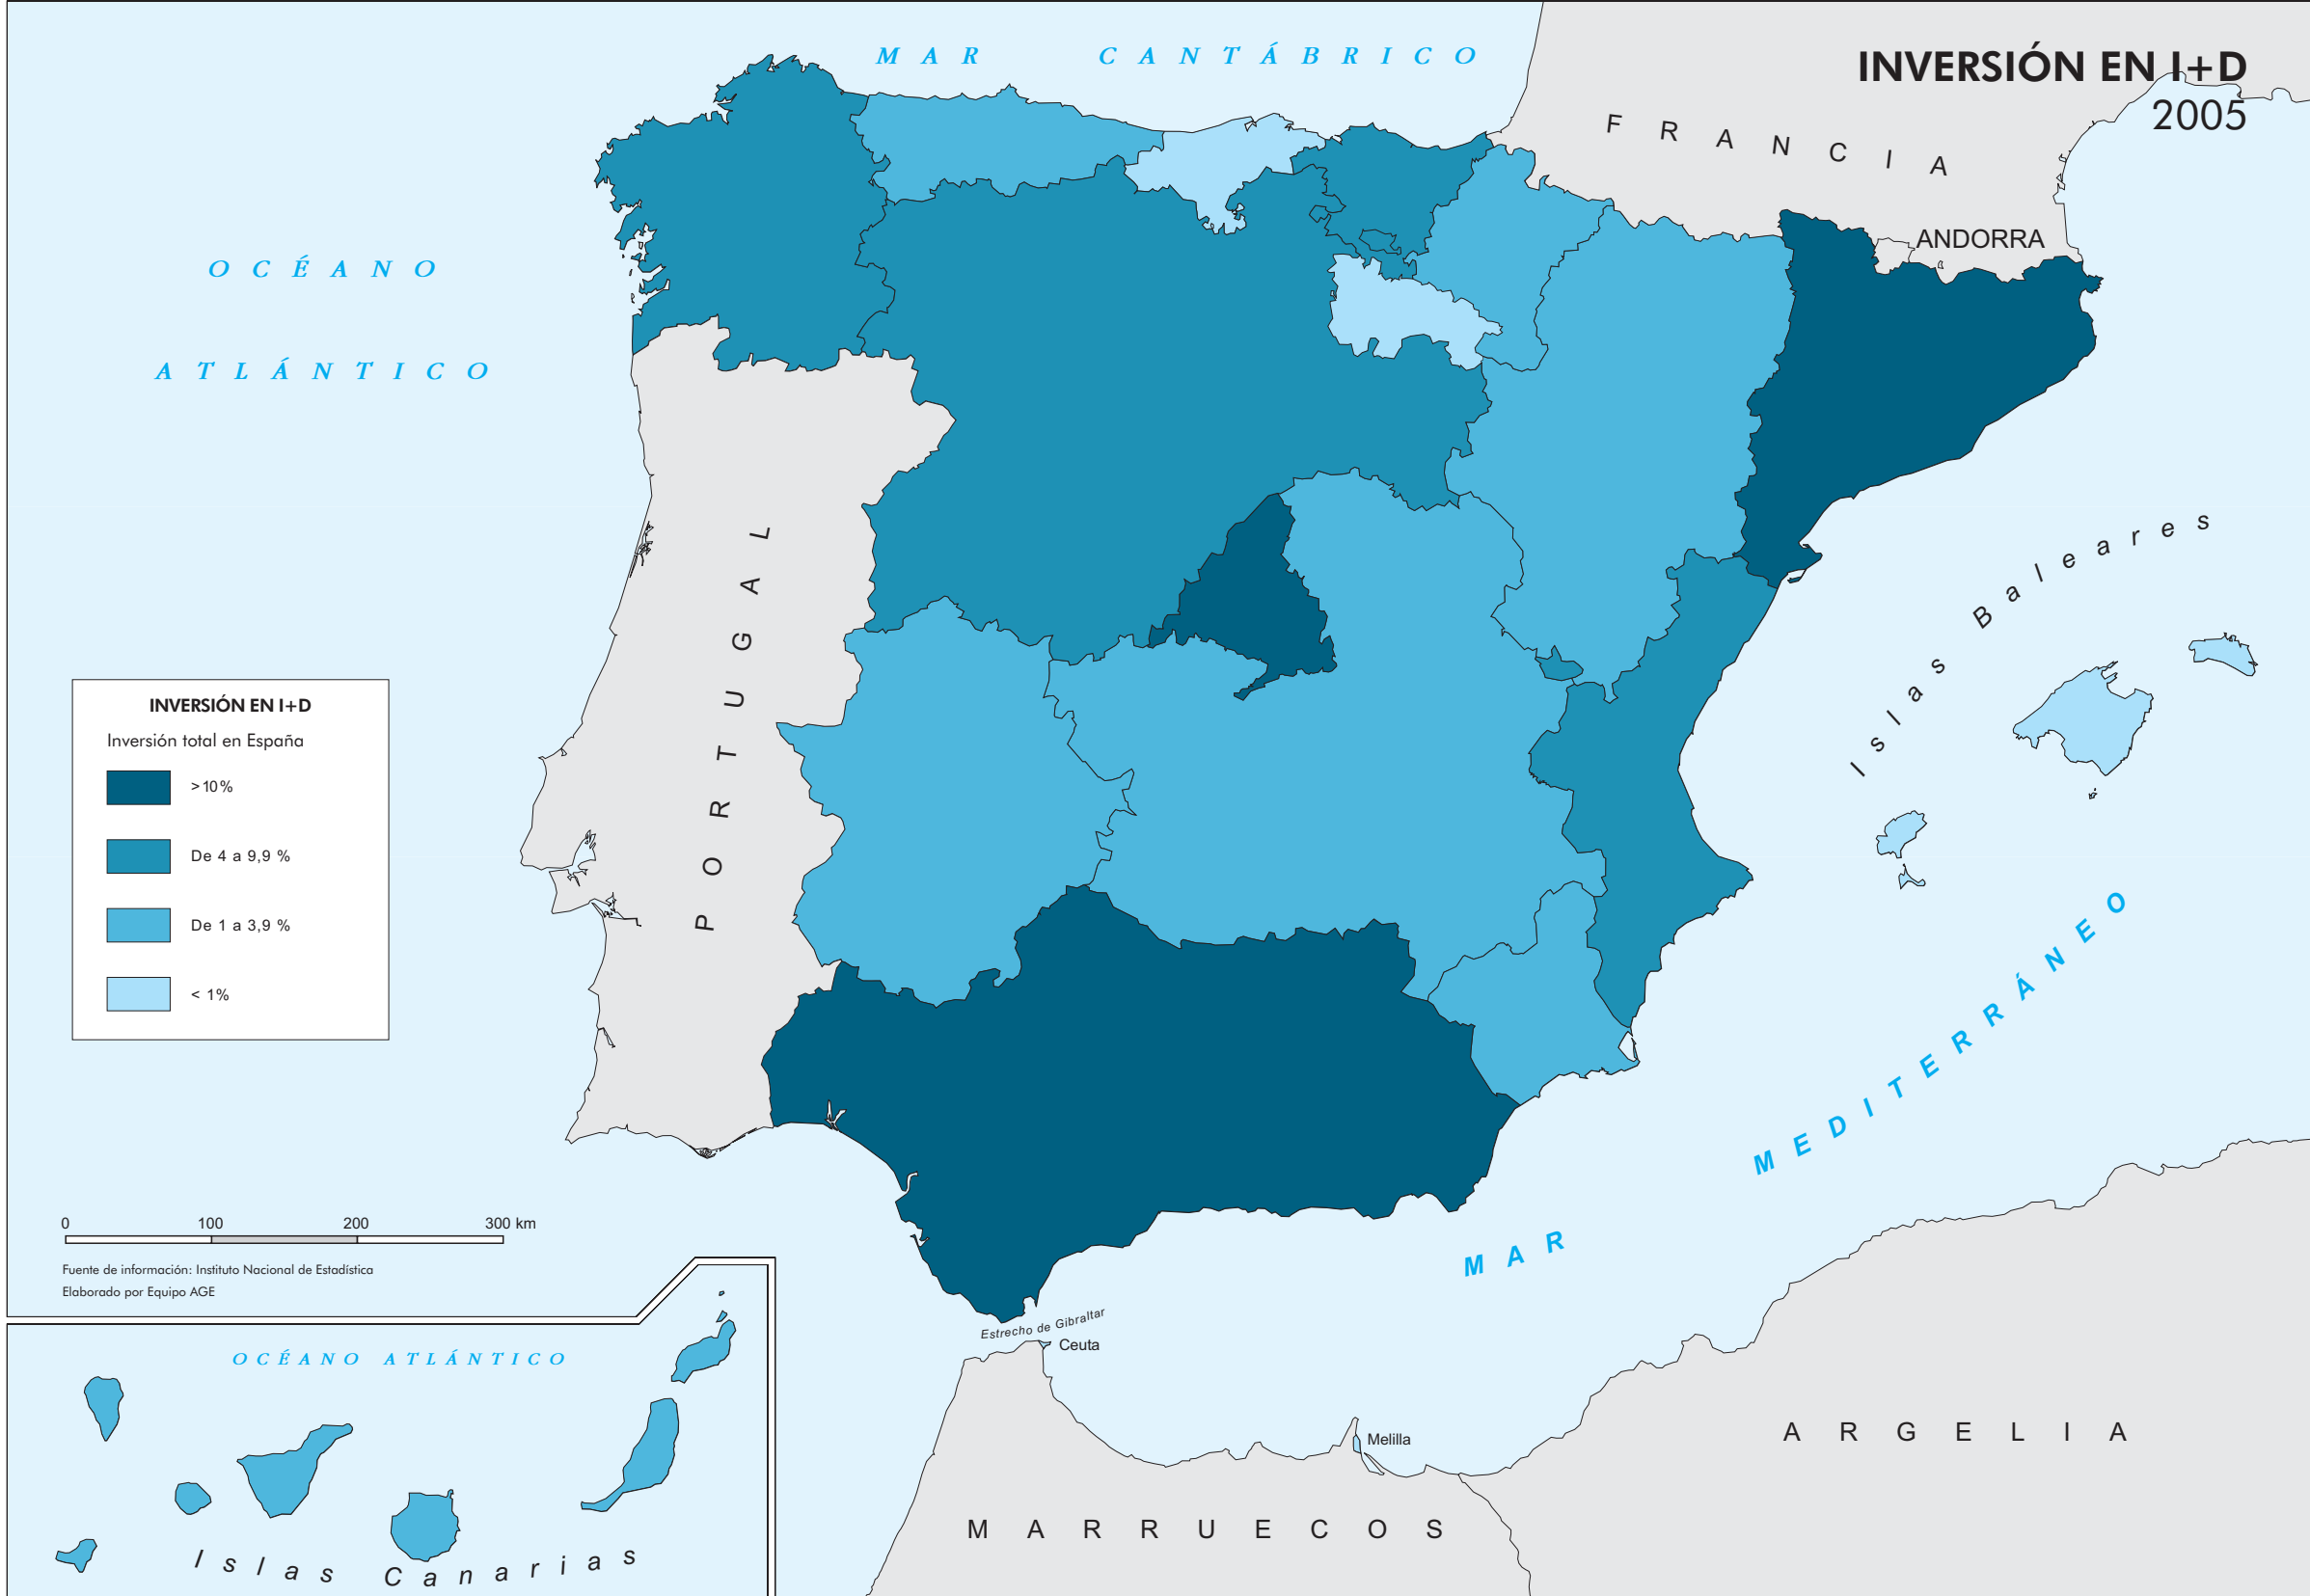 MAR CANTÁBRICO
INVERSIÓN EN I+D
2005
FRANCIA
ANDORRA
OCÉANO
ATLÁNTICO
PORTUGAL
Islas Baleares
INVERSIÓN EN I+D
Inversión total en España
>10%
De 4 a 9,9 %
De 1 a 3,9 %
< 1%
MAR MEDITERRÁNEO
0 100 200 300 km
Fuente de información: Instituto Nacional de Estadística
Elaborado por Equipo AGE
Estrecho de Gibraltar
Ceuta
OCÉANO ATLÁNTICO
Melilla
ARGELIA
MARRUECOS
Islas Canarias